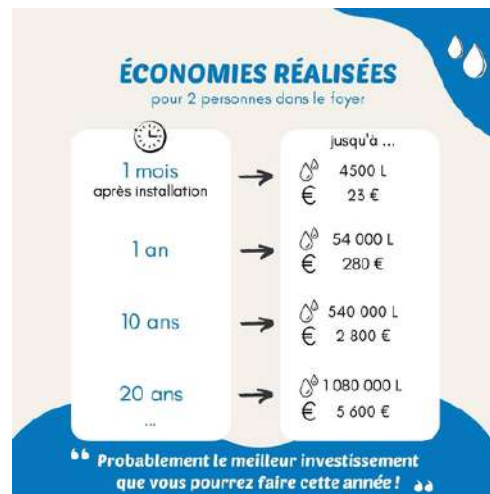 ÉCONOMIES RÉALISÉES
pour 2 personnes dans le foyer
jusqu'à ...
1 mois
après installation
4500 L
€ 23 €
1 an
54 000 L
€ 280 €
10 ans
540 000 L
€ 2 800 €
20 ans
...
1 080 000 L
€ 5 600 €
“ Probablement le meilleur investissement
que vous pourrez faire cette année ! ”